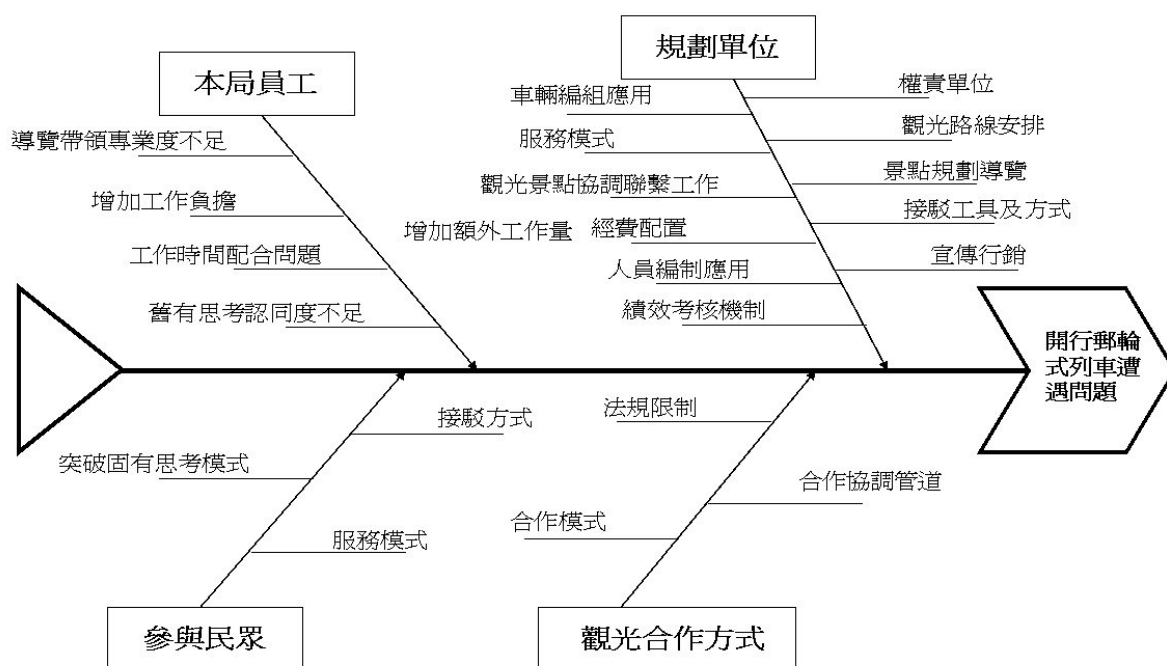 規劃單位
本局員工
車輛編組應用
權責單位
服務模式
觀光路線安排
導覽帶領專業度不足
觀光景點協調聯繫工作
景點規劃導覽
增加工作負擔
增加額外工作量
經費配置
接駁工具及方式
工作時間配合問題
人員編制應用
宣傳行銷
舊有思考認同度不足
績效考核機制
開行郵輪
式列車遭
遇問題
接駁方式
法規限制
突破固有思考模式
合作協調管道
服務模式
合作模式
參與民眾
觀光合作方式